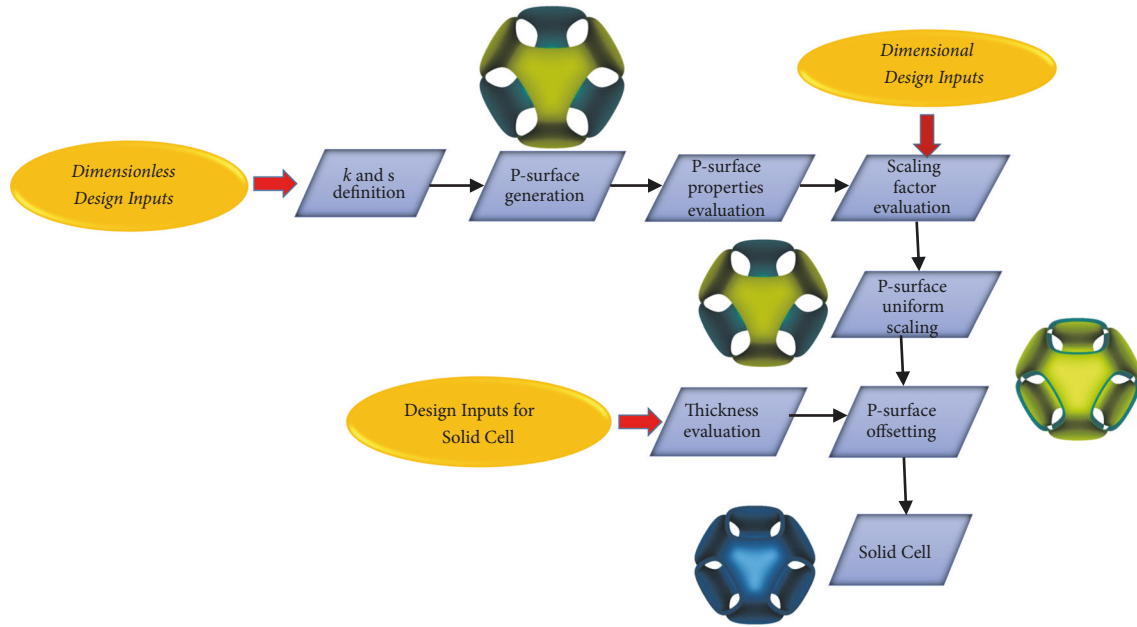 Dimensional
Design Inputs
Dimensionless
Design Inputs
k and s
definition
P-surface
generation
P-surface
properties
evaluation
Scaling
factor
evaluation
P-surface
uniform
scaling
Design Inputs for
Solid Cell
Thickness
evaluation
P-surface
offsetting
Solid Cell